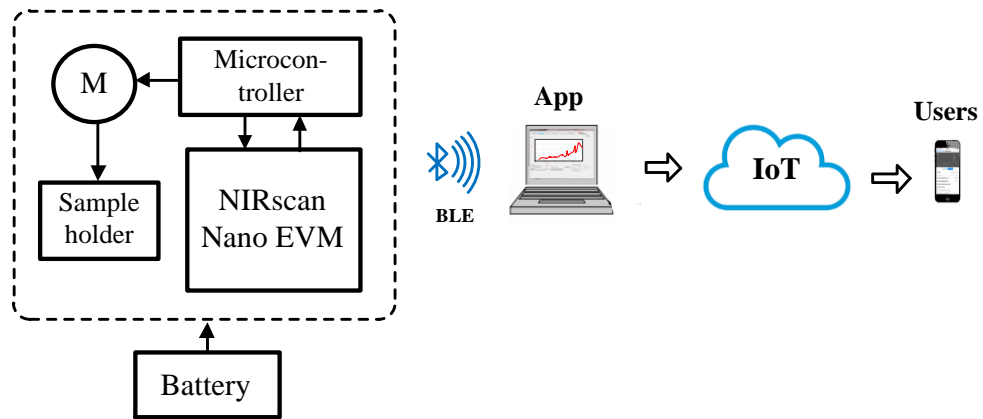 M
Microcon-
troller
Sample
holder
NIRscan
Nano EVM
Battery
BLE
App
IoT
Users